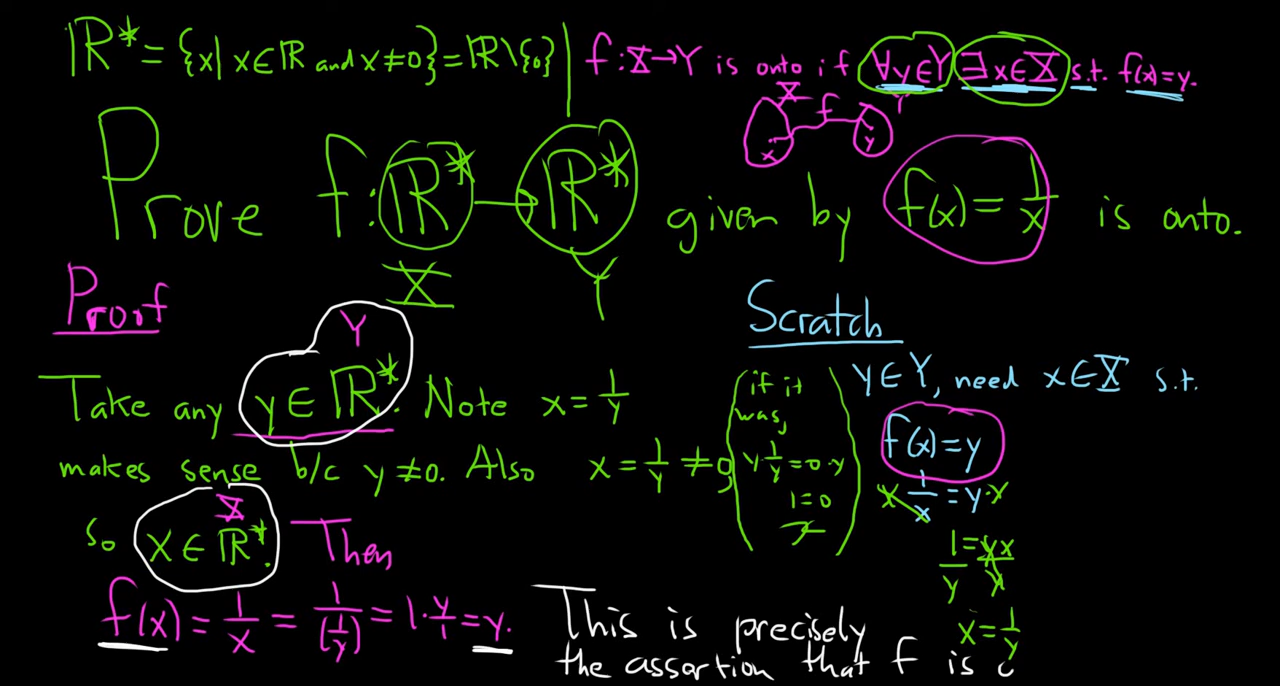 ℝ* = {x | x∈ℝ and x≠0} = ℝ\{0}
f: X→Y is onto if ∀y∈Y ∃x∈X s.t. f(x)=y.
X f Y
x y
Prove f: ℝ* → ℝ* given by f(x) = 1/x is onto.
X Y
Proof
Y
Take any y∈ℝ*. Note x = 1/y
makes sense b/c y≠0. Also x = 1/y ≠ 0
(if it
was,
y 1/y = 0·y
1=0
X
so x∈ℝ*. Then
f(x) = 1/x = 1/(1/y) = 1·y/1 = y.
This is precisely
the assertion that f is
Scratch
y∈Y, need x∈X s.t.
f(x)=y
x 1/x = y·x
1/y = yx/y
x = 1/y